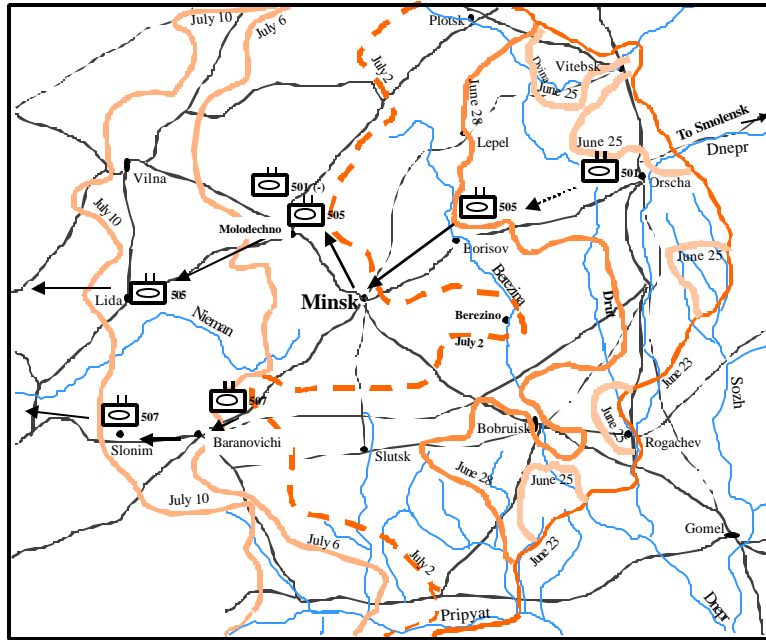 July 10
July 6
Plotsk
Vitebsk
Dvina
June 25
July 2
June 28
Lepel
June 25
To Smolensk
Dnepr
Vilna
501
Orscha
501 (-)
505
505
July 10
Molodechno
Borisov
June 25
Berezina
Drut
Lida
505
Minsk
Nieman
Berezino
July 2
June 23
Sozh
507
507
Slonim
Baranovichi
Bobruisk
June 25
Rogachev
Slutsk
June 28
June 25
July 10
July 6
July 2
June 23
Gomel
Pripyat
Dnepr